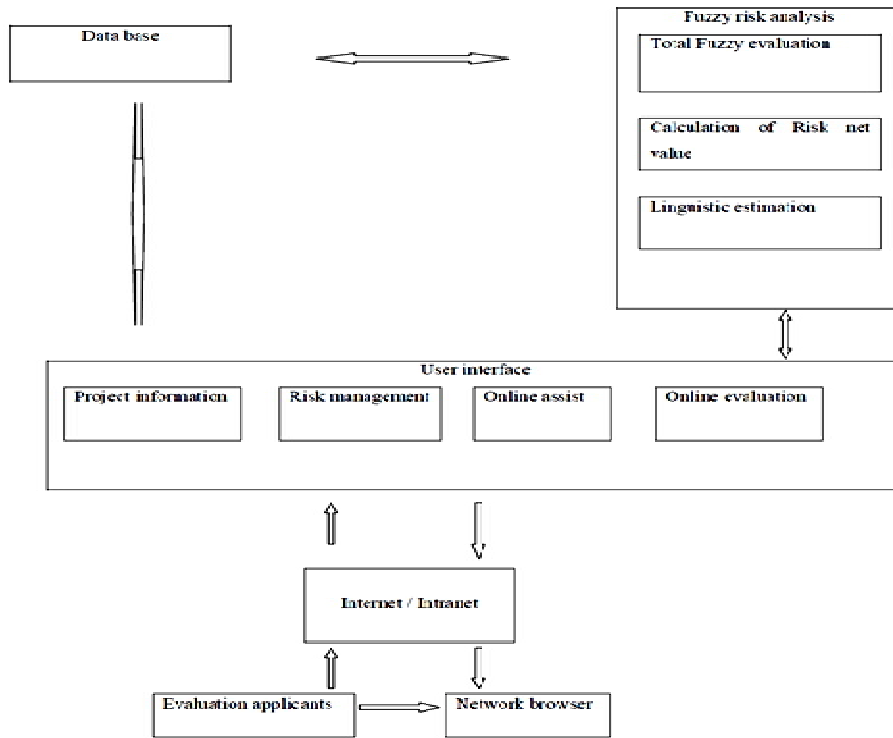 Data base
Fuzzy risk analysis
Total Fuzzy evaluation
Calculation of Risk net
value
Linguistic estimation
User interface
Project information
Risk management
Online assist
Online evaluation
Internet / Intranet
Evaluation applicants
Network browser